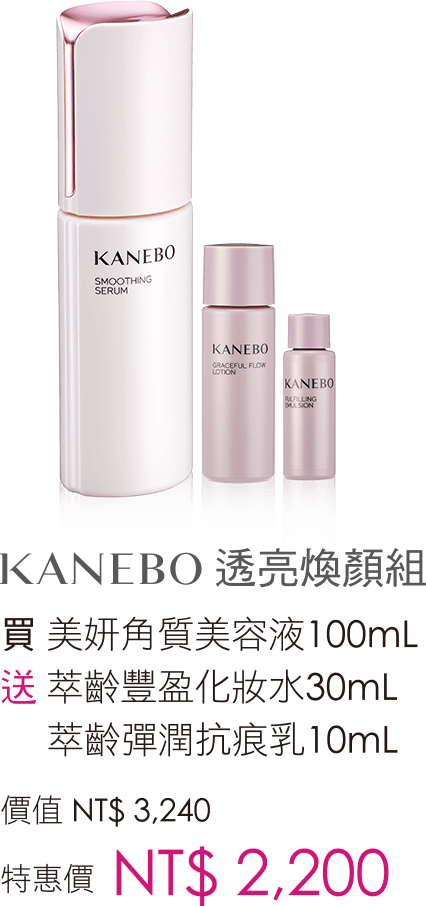 KANEBO
SMOOTHING
SERUM
KANEBO
GRACEFUL FLOW
LOTION
KANEBO
FULFILLING
EMULSION
KANEBO 透亮煥顏組
買 美妍角質美容液100mL
送 萃齡豐盈化妝水30mL
萃齡彈潤抗痕乳10mL
價值 NT$ 3,240
特惠價 NT$ 2,200